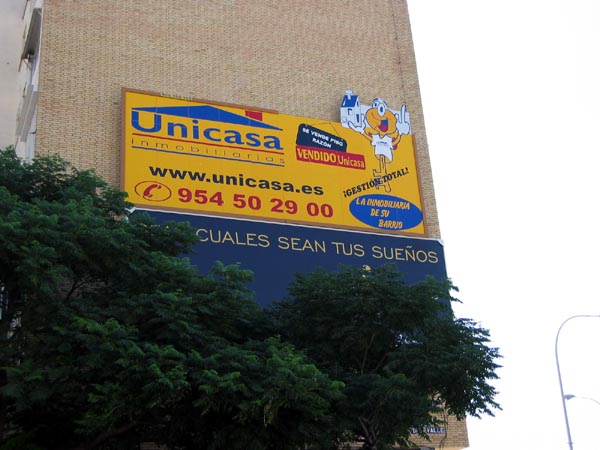 Unicasa
inmobiliarias
SE VENDE PISO
RAZÓN
VENDIDO Unicasa
www.unicasa.es
954 50 29 00
¡GESTIÓN TOTAL!
LA INMOBILIARIA
DE SU
BARRIO
CUALES SEAN TUS SUEÑOS